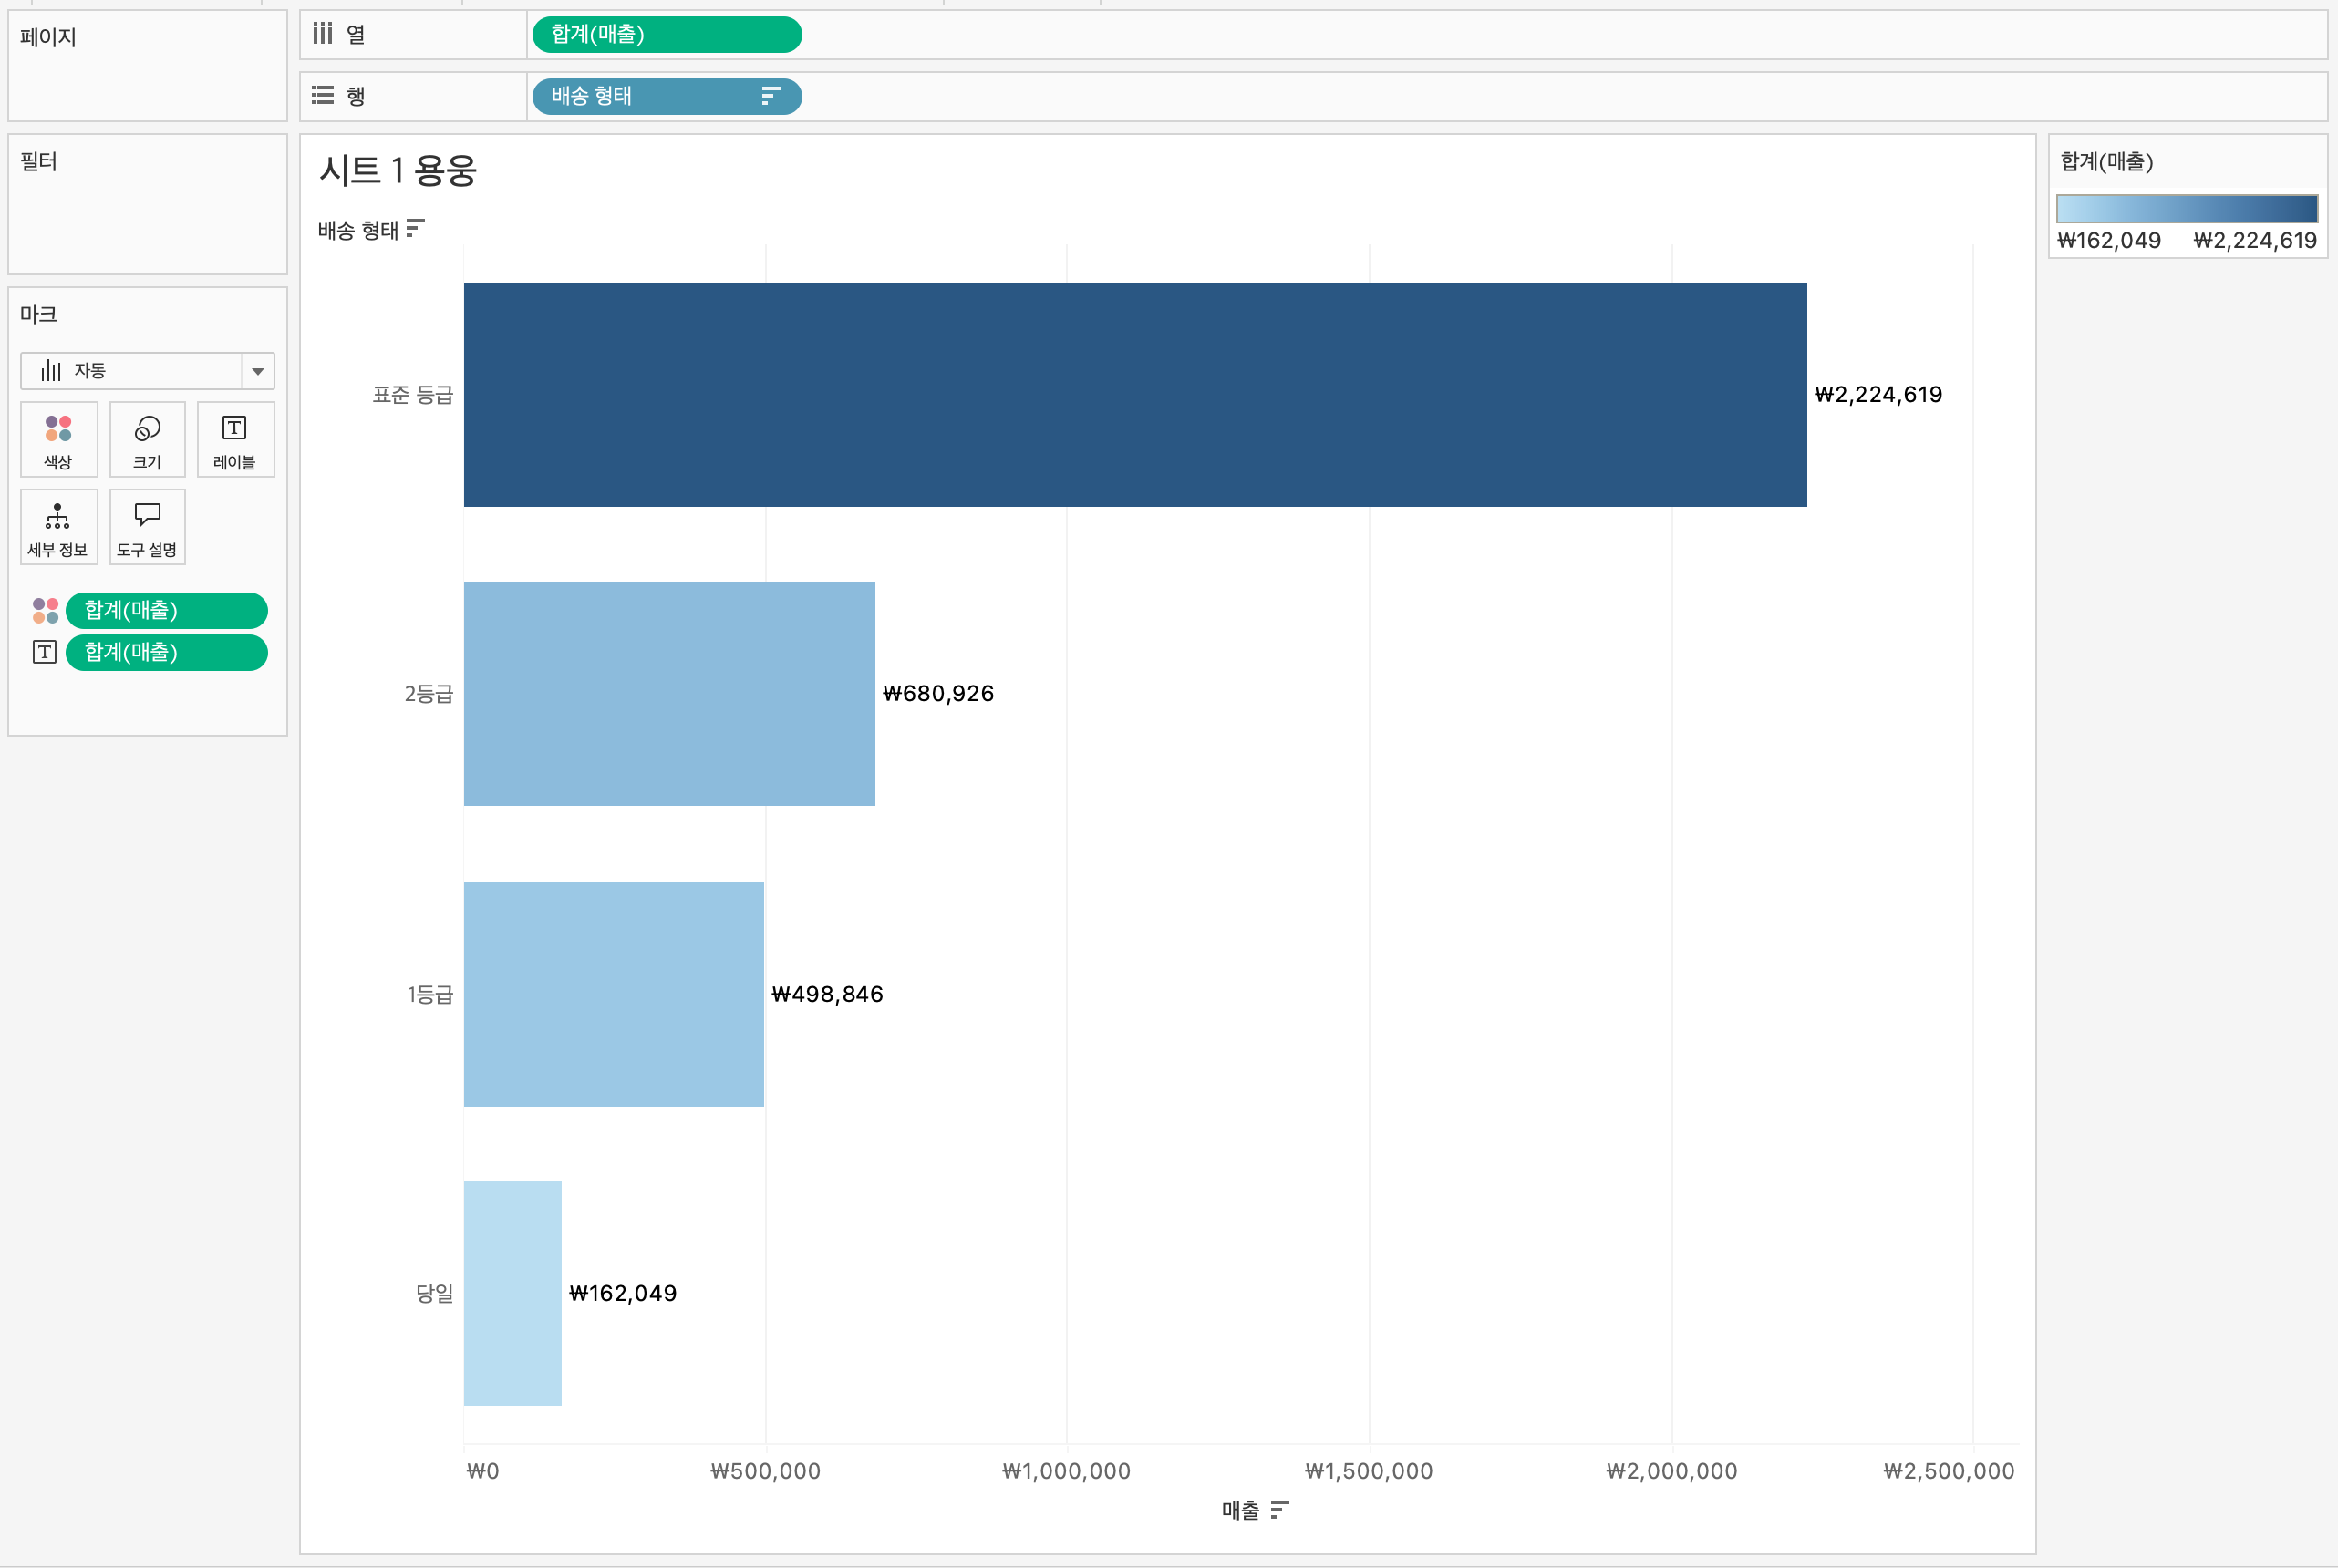 페이지
열
합계(매출)
행
배송 형태
필터
마크
자동
색상
크기
레이블
세부 정보
도구 설명
합계(매출)
T 합계(매출)
시트 1 용웅
배송 형태
표준 등급
₩2,224,619
2등급
₩680,926
1등급
₩498,846
당일
₩162,049
₩0
₩500,000
₩1,000,000
₩1,500,000
₩2,000,000
₩2,500,000
매출
합계(매출)
₩162,049 ₩2,224,619